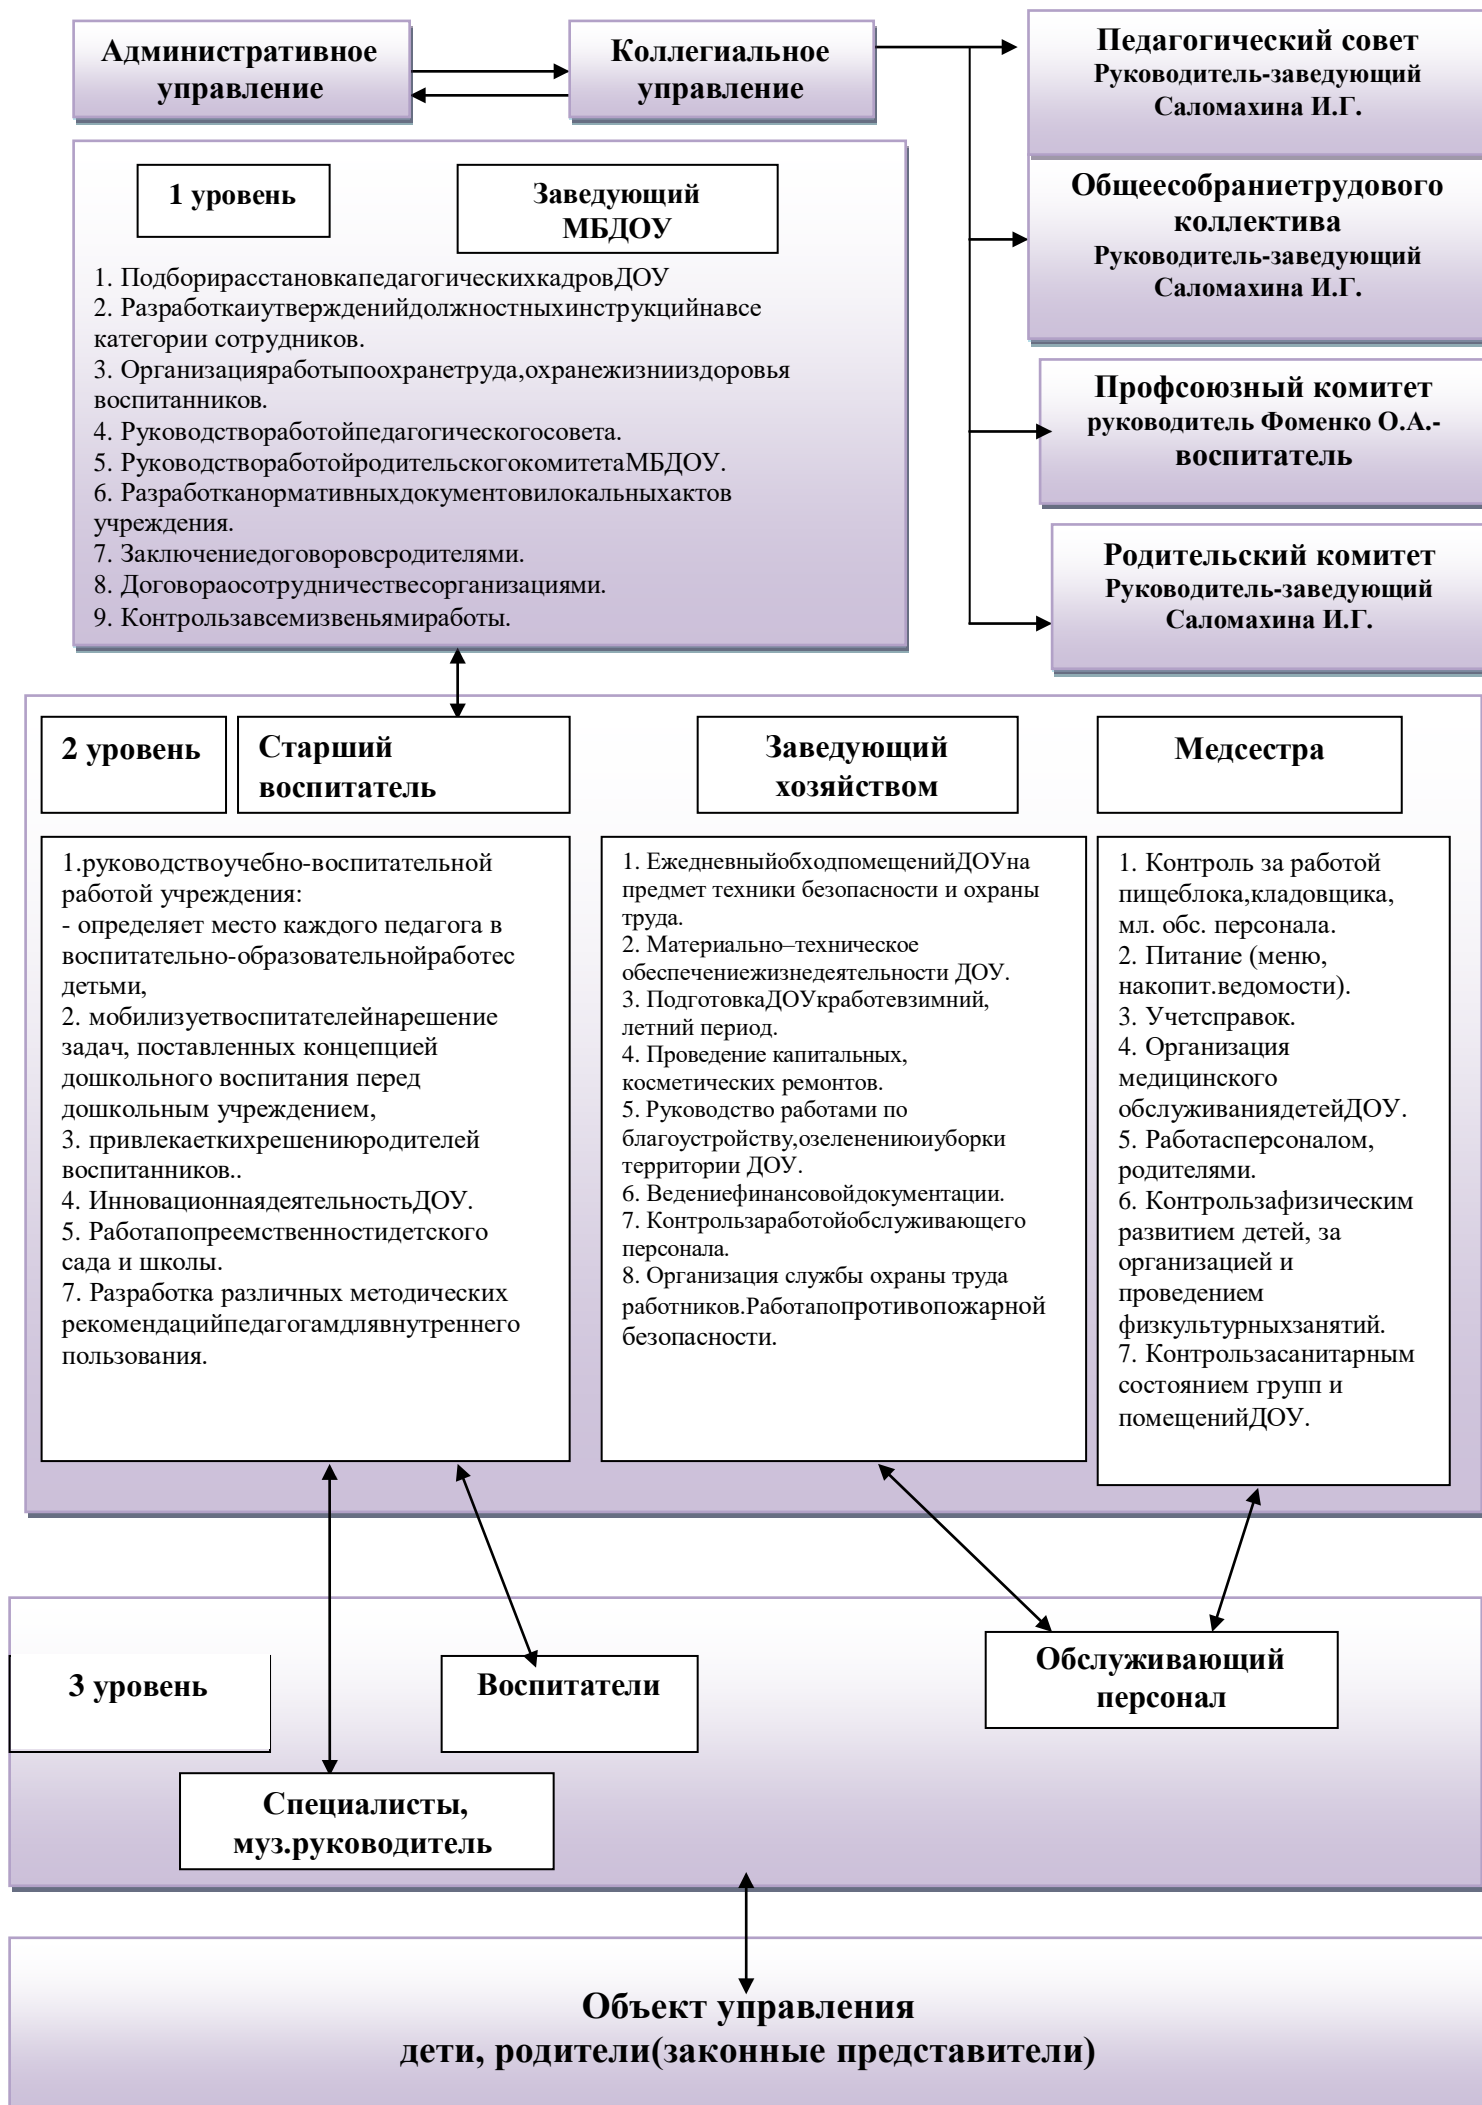 Административное
управление
Коллегиальное
управление
Педагогический совет
Руководитель-заведующий
Саломахина И.Г.
Общеесобраниетрудового
коллектива
Руководитель-заведующий
Саломахина И.Г.
Профсоюзный комитет
руководитель Фоменко О.А.-
воспитатель
Родительский комитет
Руководитель-заведующий
Саломахина И.Г.
1 уровень
Заведующий
МБДОУ
1. ПодборирасстановкапедагогическихкадровДОУ
2. Разработкаиутвержденийдолжностныхинструкцийнавсе
категории сотрудников.
3. Организацияработыпоохранетруда,охранежизнииздоровья
воспитанников.
4. Руководствоработойпедагогическогосовета.
5. РуководствоработойродительскогокомитетаМБДОУ.
6. Разработканормативныхдокументовилокальныхактов
учреждения.
7. Заключениедоговоровсродителями.
8. Договораосотрудничествесорганизациями.
9. Контрользавсемизвеньямиработы.
2 уровень
Старший
воспитатель
Заведующий
хозяйством
Медсестра
1.руководствоучебно-воспитательной
работой учреждения:
- определяет место каждого педагога в
воспитательно-образовательнойработес
детьми,
2. мобилизуетвоспитателейнарешение
задач, поставленных концепцией
дошкольного воспитания перед
дошкольным учреждением,
3. привлекаеткихрешениюродителей
воспитанников..
4. ИнновационнаядеятельностьДОУ.
5. Работапопреемственностидетского
сада и школы.
7. Разработка различных методических
рекомендацийпедагогамдлявнутреннего
пользования.
1. ЕжедневныйобходпомещенийДОУна
предмет техники безопасности и охраны
труда.
2. Материально–техническое
обеспечениежизнедеятельности ДОУ.
3. ПодготовкаДОУкработевзимний,
летний период.
4. Проведение капитальных,
косметических ремонтов.
5. Руководство работами по
благоустройству,озеленениюиуборки
территории ДОУ.
6. Ведениефинансовойдокументации.
7. Контрользаработойобслуживающего
персонала.
8. Организация службы охраны труда
работников.Работапопротивопожарной
безопасности.
1. Контроль за работой
пищеблока,кладовщика,
мл. обс. персонала.
2. Питание (меню,
накопит.ведомости).
3. Учетсправок.
4. Организация
медицинского
обслуживаниядетейДОУ.
5. Работасперсоналом,
родителями.
6. Контрользафизическим
развитием детей, за
организацией и
проведением
физкультурныхзанятий.
7. Контрользасанитарным
состоянием групп и
помещенийДОУ.
3 уровень
Воспитатели
Обслуживающий
персонал
Специалисты,
муз.руководитель
Объект управления
дети, родители(законные представители)